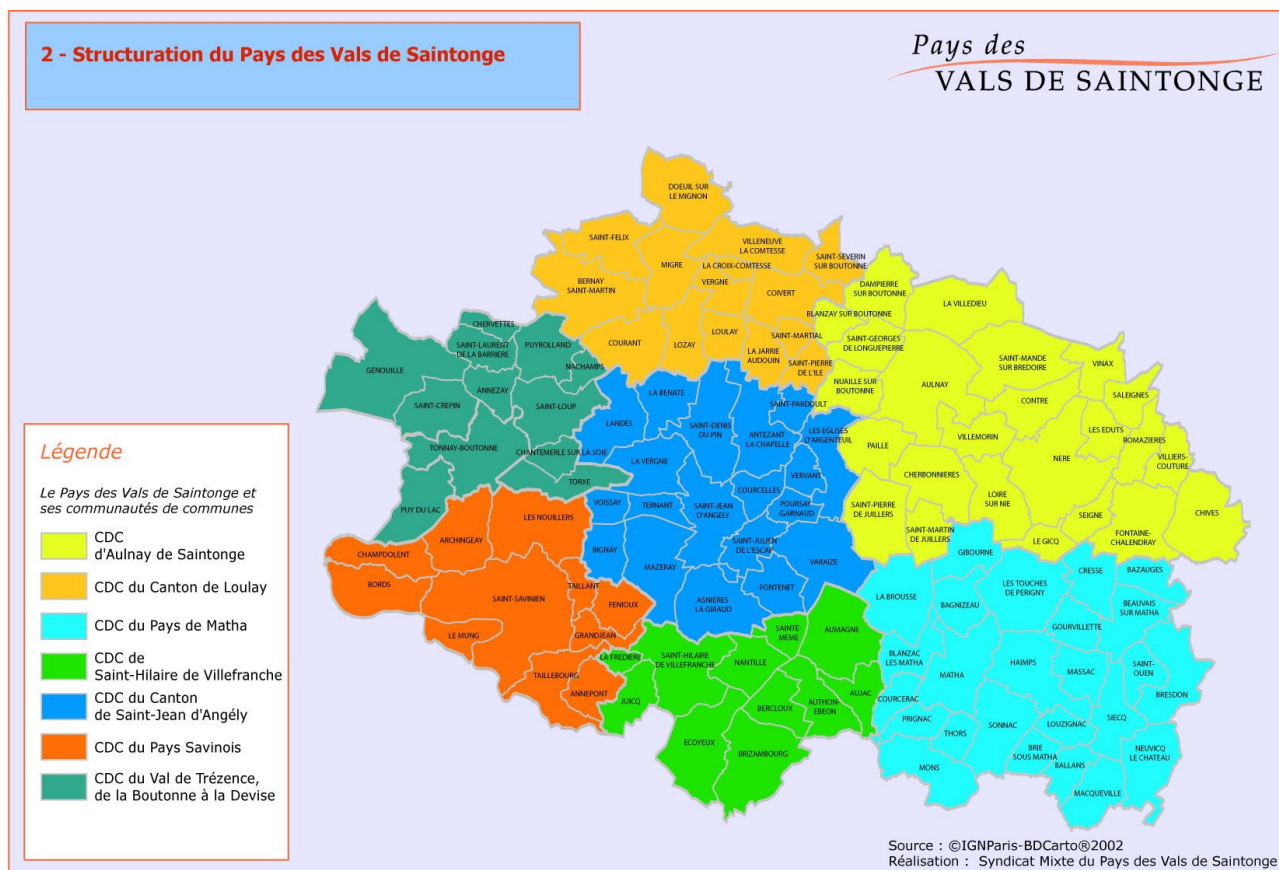 2 - Structuration du Pays des Vals de Saintonge
Pays des
VALS DE SAINTONGE
DOEUIL SUR
LE MIGNON
SAINT-FELIX
VILLENEUVE
LA COMTESSE
MIGRE
LA CROIX-COMTESSE
SAINT-SEVERIN
SUR BOUTONNE
BERNAY
SAINT-MARTIN
VERGNE
COIVERT
COURANT
LOZAY
LOULAY
SAINT-MARTIAL
LA JARRIE
AUDOUIN
SAINT-PIERRE
DE L'ILE
DAMPIERRE
SUR BOUTONNE
LA VILLEDIEU
BLANZAY SUR BOUTONNE
SAINT-GEORGES
DE LONGUEPIERRE
NUAILLE SUR
BOUTONNE
AULNAY
SAINT-MANDE
SUR BREDOIRE
VINAX
CONTRE
SALEIGNES
LES EDUTS
ROMAZIERES
VILLIERS-
COUTURE
PAILLE
VILLEMORIN
NERE
CHERBONNIERES
LOIRE
SUR NIE
SAINT-PIERRE
DE JUILLERS
SAINT-MARTIN
DE JUILLERS
LE GICQ
SEIGNE
FONTAINE-
CHALENDRAY
CHIVES
CHERVETTES
SAINT-LAURENT
DE LA BARRIERE
PUYROLLAND
GENOUILLE
NACHAMPS
ANNEZAY
SAINT-CREPIN
SAINT-LOUP
TONNAY-BOUTONNE
CHANTEMERLE SUR LA SOIE
TORXE
PUY DU LAC
LA BENATE
LANDES
SAINT-DENIS
DU PIN
SAINT-PARDOULT
ANTEZANT
LA CHAPELLE
LES EGLISES
D'ARGENTEUIL
LA VERGNE
COURCELLES
VERVANT
VOISSAY
TERNANT
SAINT-JEAN
D'ANGELY
POURSAY
-GARNAUD
BIGNAY
MAZERAY
SAINT-JULIEN
DE L'ESCAP
VARAIZE
ASNIERES
LA GIRAUD
FONTENET
LES NOUILLERS
ARCHINGEAY
CHAMPDOLENT
BORDS
SAINT-SAVINIEN
TAILLANT
FENIOUX
LE MUNG
GRANDJEAN
TAILLEBOURG
ANNEPONT
LA FREDIERE
JUICQ
SAINT-HILAIRE
DE VILLEFRANCHE
SAINTE-
MEME
AUMAGNE
NANTILLE
BERCLOUX
AUTHON-
EBEON
AUJAC
ECOYEUX
BRIZAMBOURG
GIBOURNE
LA BROUSSE
BAGNIZEAU
LES TOUCHES
DE PERIGNY
CRESSE
BAZAUGES
BEAUVAIS
SUR MATHA
GOURVILLETTE
BLANZAC
LES MATHA
MATHA
HAIMPS
MASSAC
SAINT-
OUEN
BRESDON
COURCERAC
PRIGNAC
THORS
SONNAC
LOUZIGNAC
SIECQ
MONS
BRIE
SOUS MATHA
BALLANS
NEUVICQ
LE CHATEAU
MACQUEVILLE
Légende
Le Pays des Vals de Saintonge et
ses communautés de communes
CDC
d'Aulnay de Saintonge
CDC du Canton de Loulay
CDC du Pays de Matha
CDC de
Saint-Hilaire de Villefranche
CDC du Canton
de Saint-Jean d'Angély
CDC du Pays Savinois
CDC du Val de Trézence,
de la Boutonne à la Devise
Source : ©IGNParis-BDCarto®2002
Réalisation : Syndicat Mixte du Pays des Vals de Saintonge